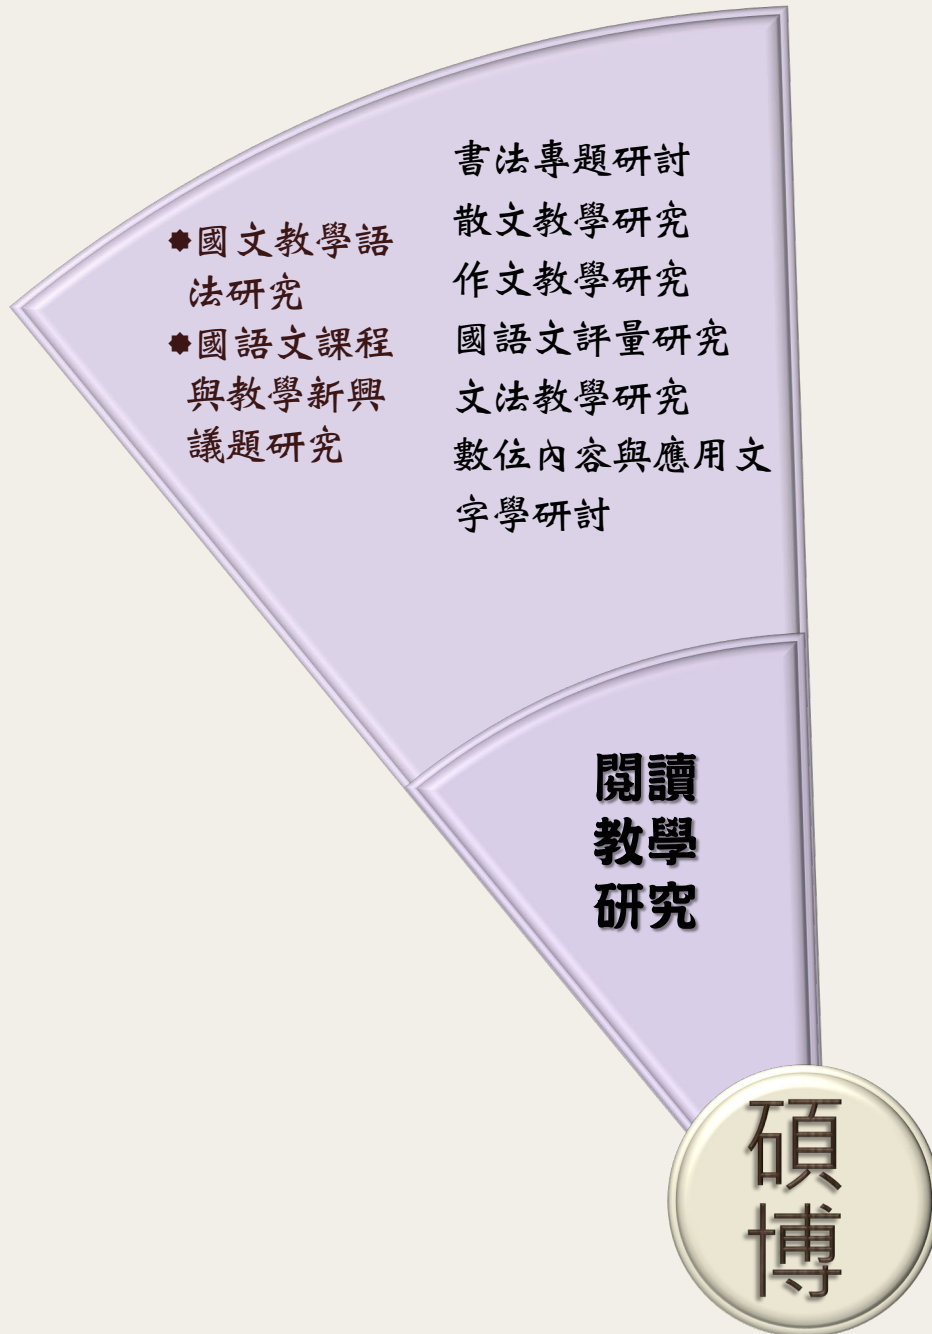 ✹國文教學語
法研究
✹國語文課程
與教學新興
議題研究
書法專題研討
散文教學研究
作文教學研究
國語文評量研究
文法教學研究
數位內容與應用文
字學研討
閱讀
教學
研究
碩
博